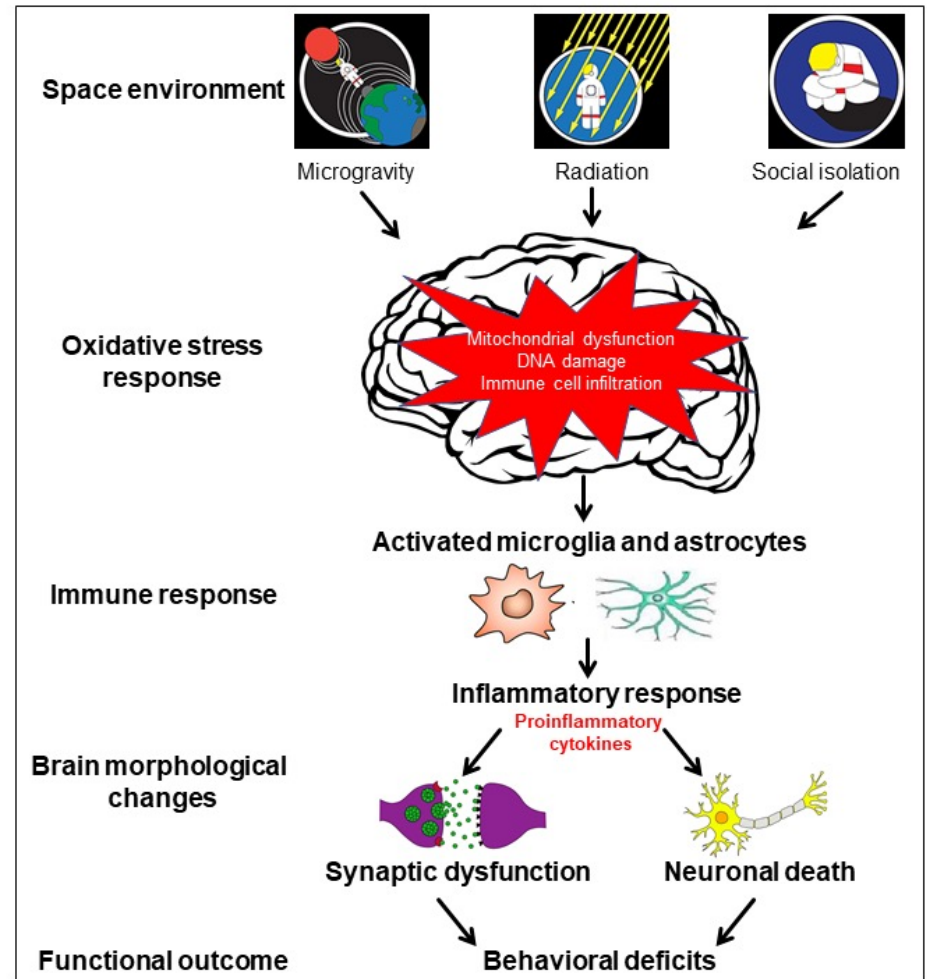 Space environment
Microgravity
Radiation
Social isolation
Oxidative stress
response
Mitochondrial dysfunction
DNA damage
Immune cell infiltration
Activated microglia and astrocytes
Immune response
Inflammatory response
Proinflammatory
cytokines
Brain morphological
changes
Synaptic dysfunction
Neuronal death
Functional outcome
Behavioral deficits